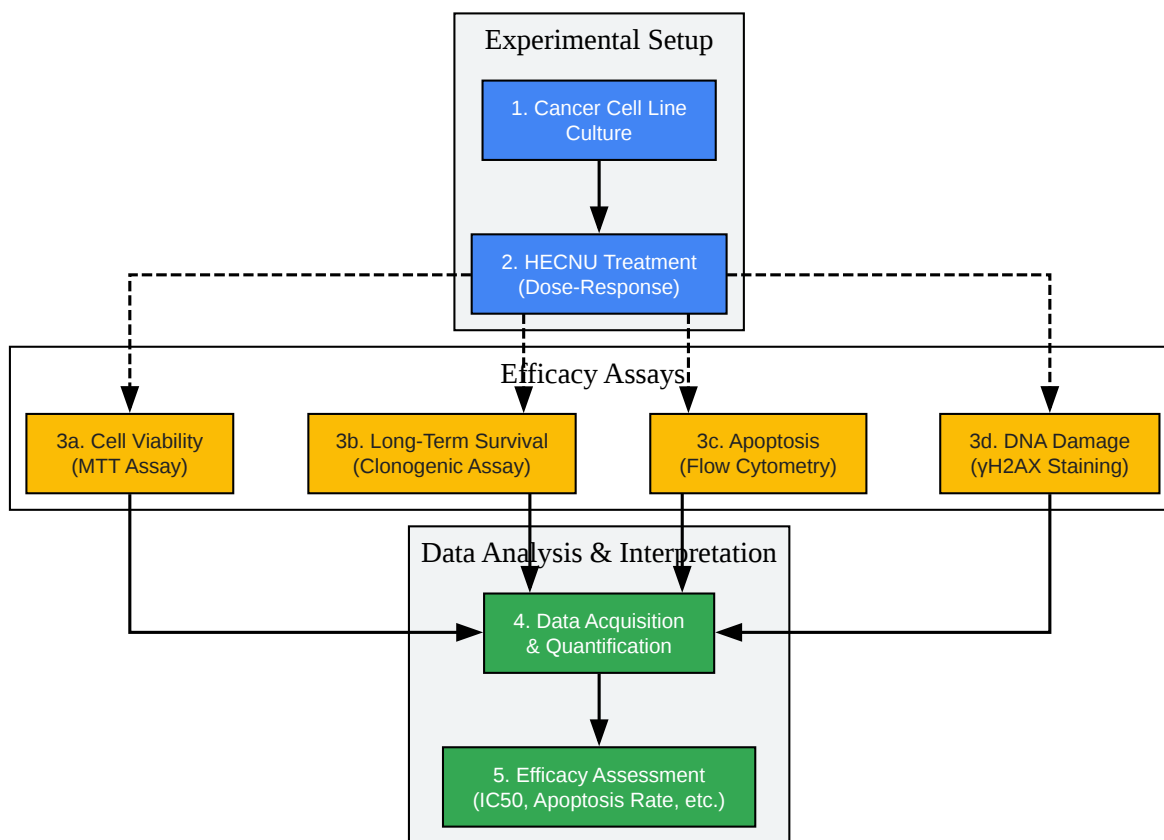 Experimental Setup
1. Cancer Cell Line
Culture
2. HECNU Treatment
(Dose-Response)
Efficacy Assays
3a. Cell Viability
(MTT Assay)
3b. Long-Term Survival
(Clonogenic Assay)
3c. Apoptosis
(Flow Cytometry)
3d. DNA Damage
(γH2AX Staining)
Data Analysis & Interpretation
4. Data Acquisition
& Quantification
5. Efficacy Assessment
(IC50, Apoptosis Rate, etc.)